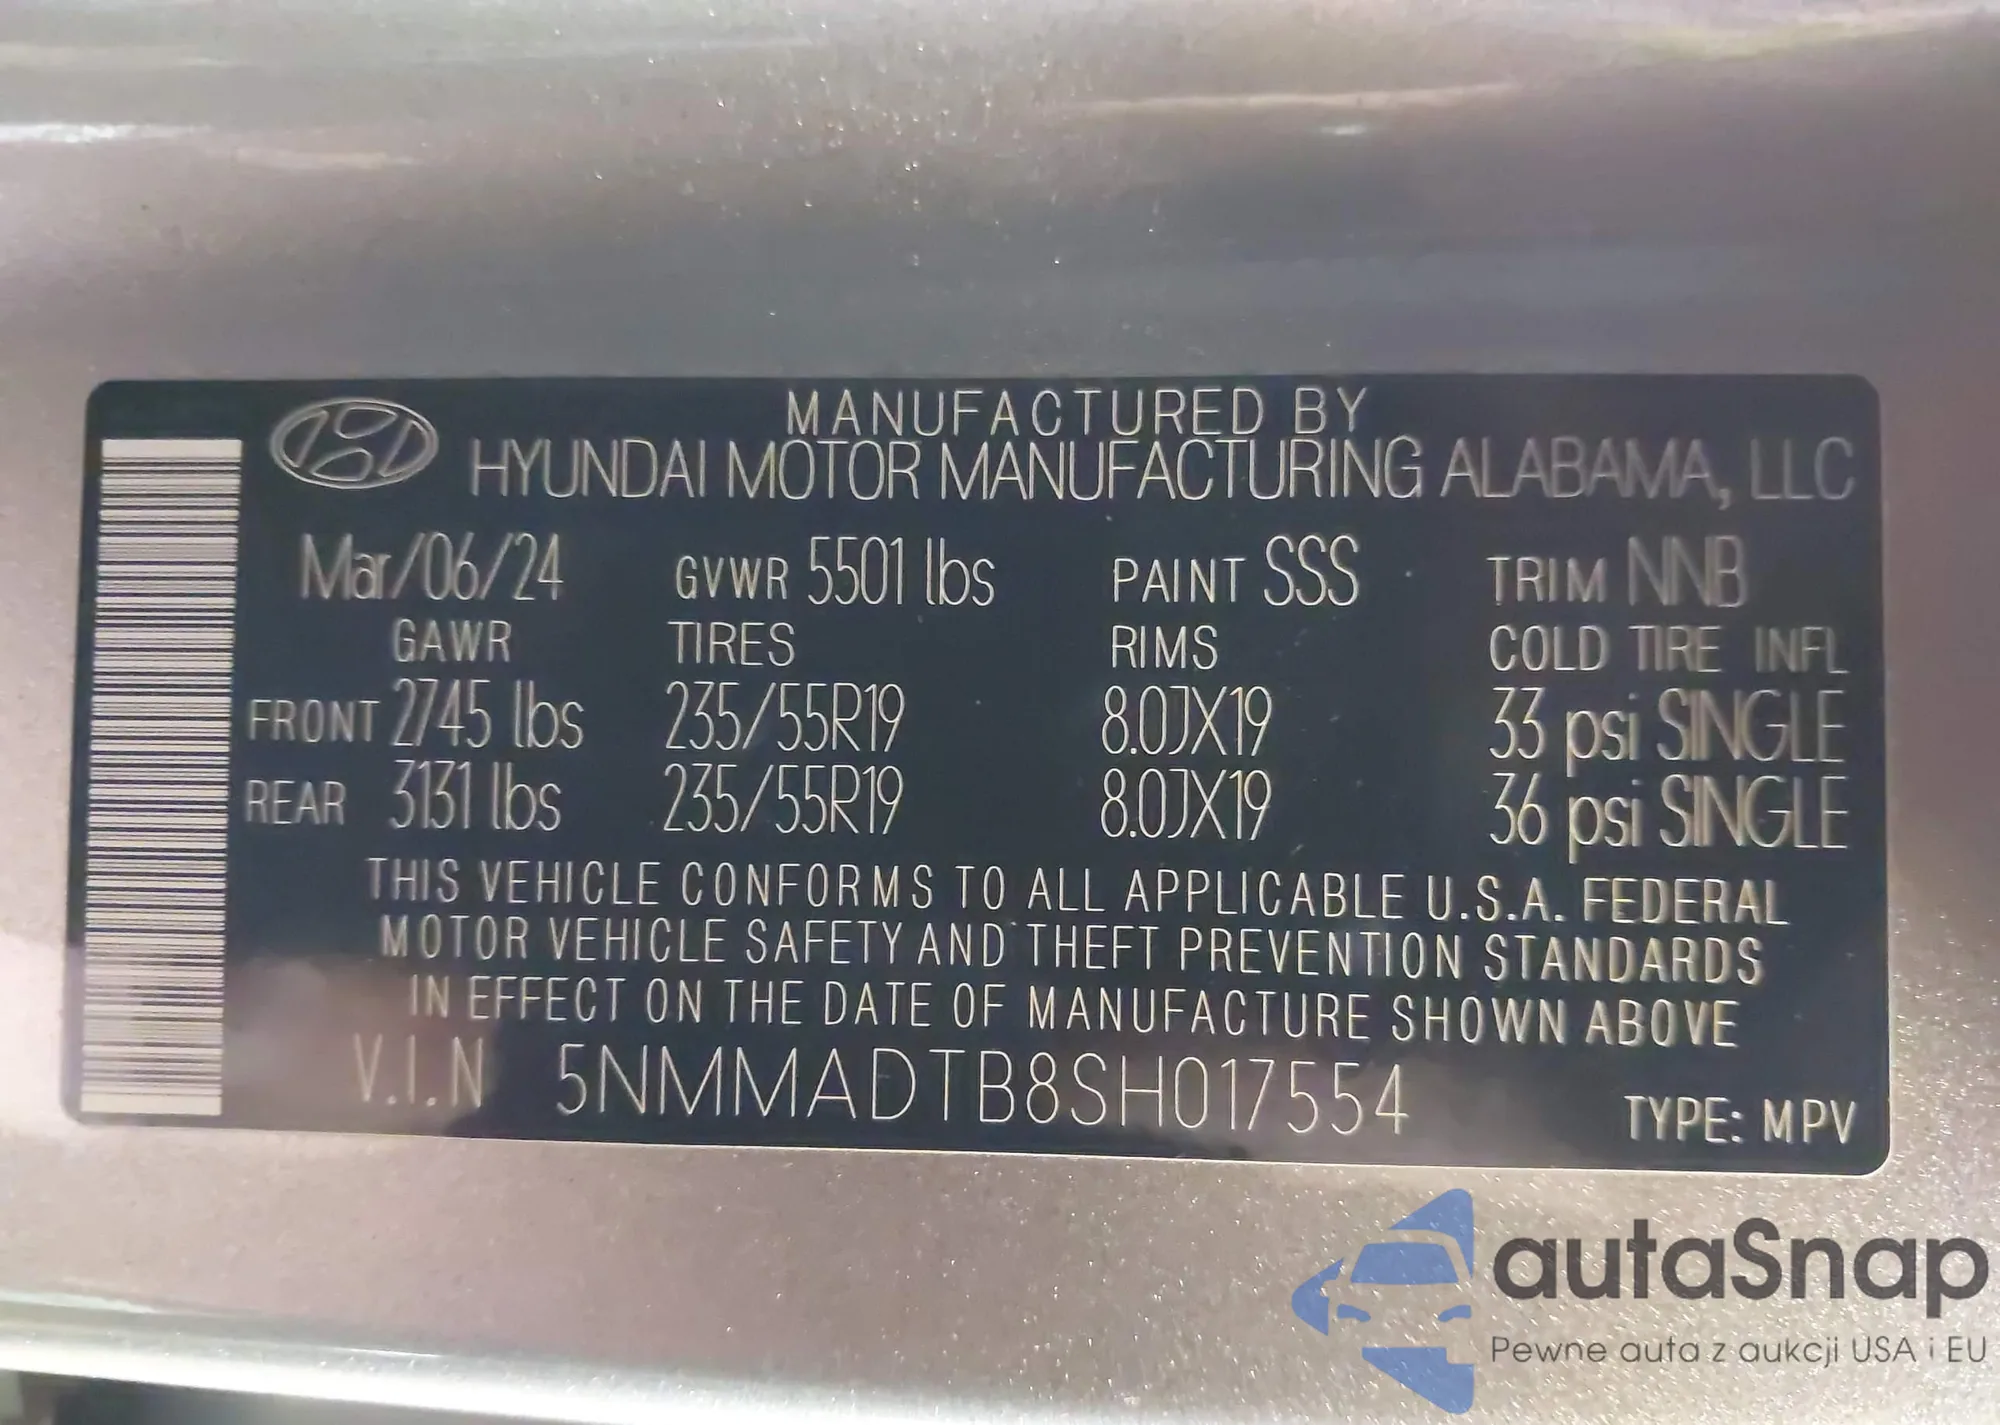 MANUFACTURED BY
HYUNDAI MOTOR MANUFACTURING ALABAMA, LLC
Mar/06/24 GVWR 5501 lbs PAINT SSS TRIM NNB
GAWR TIRES RIMS COLD TIRE INFL
FRONT 2745 lbs 235/55R19 8.0JX19 33 psi SINGLE
REAR 3131 lbs 235/55R19 8.0JX19 36 psi SINGLE
THIS VEHICLE CONFORMS TO ALL APPLICABLE U.S.A. FEDERAL
MOTOR VEHICLE SAFETY AND THEFT PREVENTION STANDARDS
IN EFFECT ON THE DATE OF MANUFACTURE SHOWN ABOVE
V.I.N 5NMMADTB8SH017554 TYPE: MPV
autaSnap
Pewne auta z aukcji USA i EU